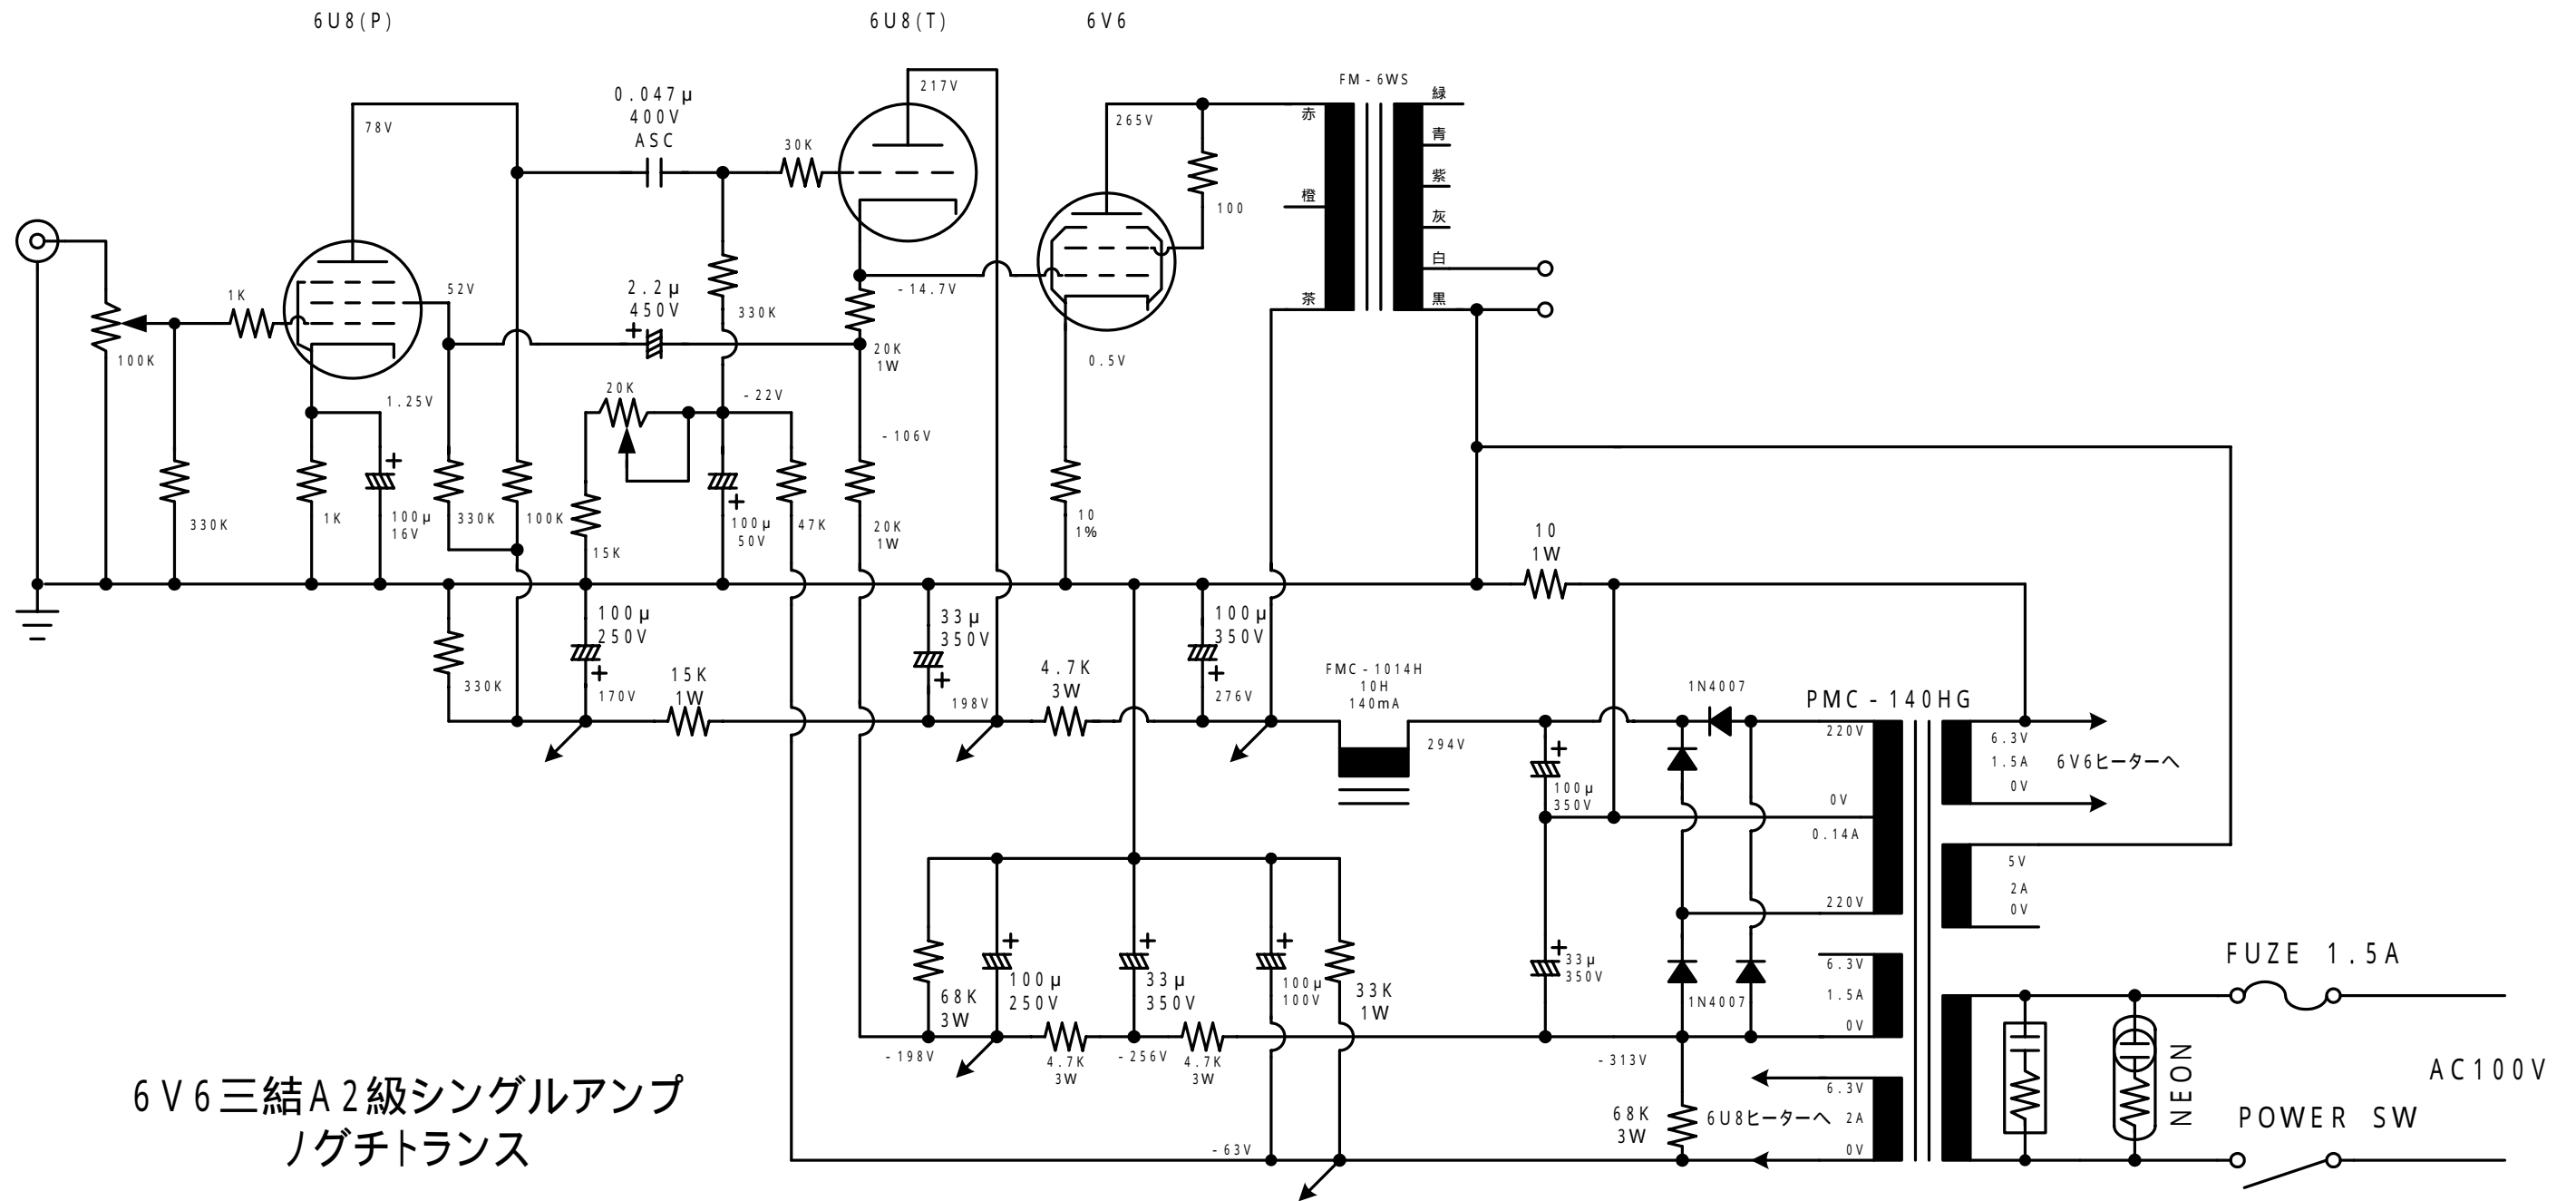 6U8(P)
6U8(T)
6V6
FM-6WS
217V
0.047μ
400V
ASC
緑
赤
265V
78V
青
30K
紫
橙
100
灰
白
52V
2.2μ
450V
+
-14.7V
1K
黒
茶
330K
100K
20K
1W
0.5V
20K
-22V
1.25V
-106V
+
+
100μ
16V
1K
330K
100K
330K
100μ
50V
47K
20K
1W
10
1%
15K
10
1W
100μ
250V
33μ
350V
100μ
350V
330K
+
170V
15K
1W
+
198V
4.7K
3W
+
276V
FMC-1014H
10H
140mA
294V
1N4007
PMC-140HG
220V
6.3V
1.5A
0V
6V6ヒーターへ
+
100μ
350V
0V
0.14A
5V
2A
0V
220V
+
+
+
+
68K
3W
100μ
250V
33μ
350V
100μ
100V
33K
1W
33μ
350V
1N4007
6.3V
1.5A
0V
FUZE 1.5A
-198V
4.7K
3W
-256V
4.7K
3W
-313V
NEON
AC100V
6.3V
2A
0V
68K
3W
6U8ヒーターへ
POWER SW
-63V
6V6三結A2級シングルアンプ
ノグチトランス